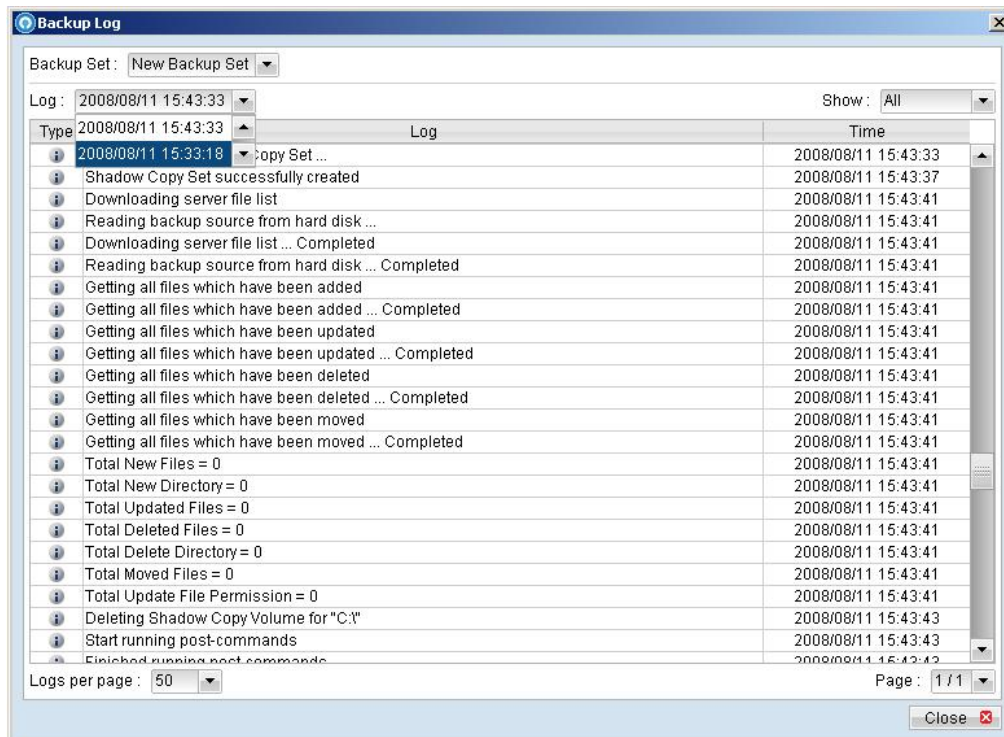 Backup Log
Backup Set : New Backup Set
Log : 2008/08/11 15:43:33 Show : All
Type Log Time
2008/08/11 15:43:33
2008/08/11 15:33:18
Copy Set ... 2008/08/11 15:43:33
Shadow Copy Set successfully created 2008/08/11 15:43:37
Downloading server file list 2008/08/11 15:43:41
Reading backup source from hard disk ... 2008/08/11 15:43:41
Downloading server file list ... Completed 2008/08/11 15:43:41
Reading backup source from hard disk ... Completed 2008/08/11 15:43:41
Getting all files which have been added 2008/08/11 15:43:41
Getting all files which have been added ... Completed 2008/08/11 15:43:41
Getting all files which have been updated 2008/08/11 15:43:41
Getting all files which have been updated ... Completed 2008/08/11 15:43:41
Getting all files which have been deleted 2008/08/11 15:43:41
Getting all files which have been deleted ... Completed 2008/08/11 15:43:41
Getting all files which have been moved 2008/08/11 15:43:41
Getting all files which have been moved ... Completed 2008/08/11 15:43:41
Total New Files = 0 2008/08/11 15:43:41
Total New Directory = 0 2008/08/11 15:43:41
Total Updated Files = 0 2008/08/11 15:43:41
Total Deleted Files = 0 2008/08/11 15:43:41
Total Delete Directory = 0 2008/08/11 15:43:41
Total Moved Files = 0 2008/08/11 15:43:41
Total Update File Permission = 0 2008/08/11 15:43:41
Deleting Shadow Copy Volume for "C:\" 2008/08/11 15:43:43
Start running post-commands 2008/08/11 15:43:43
Finished running post-commands 2008/08/11 15:43:43
Logs per page : 50 Page : 1 / 1
Close